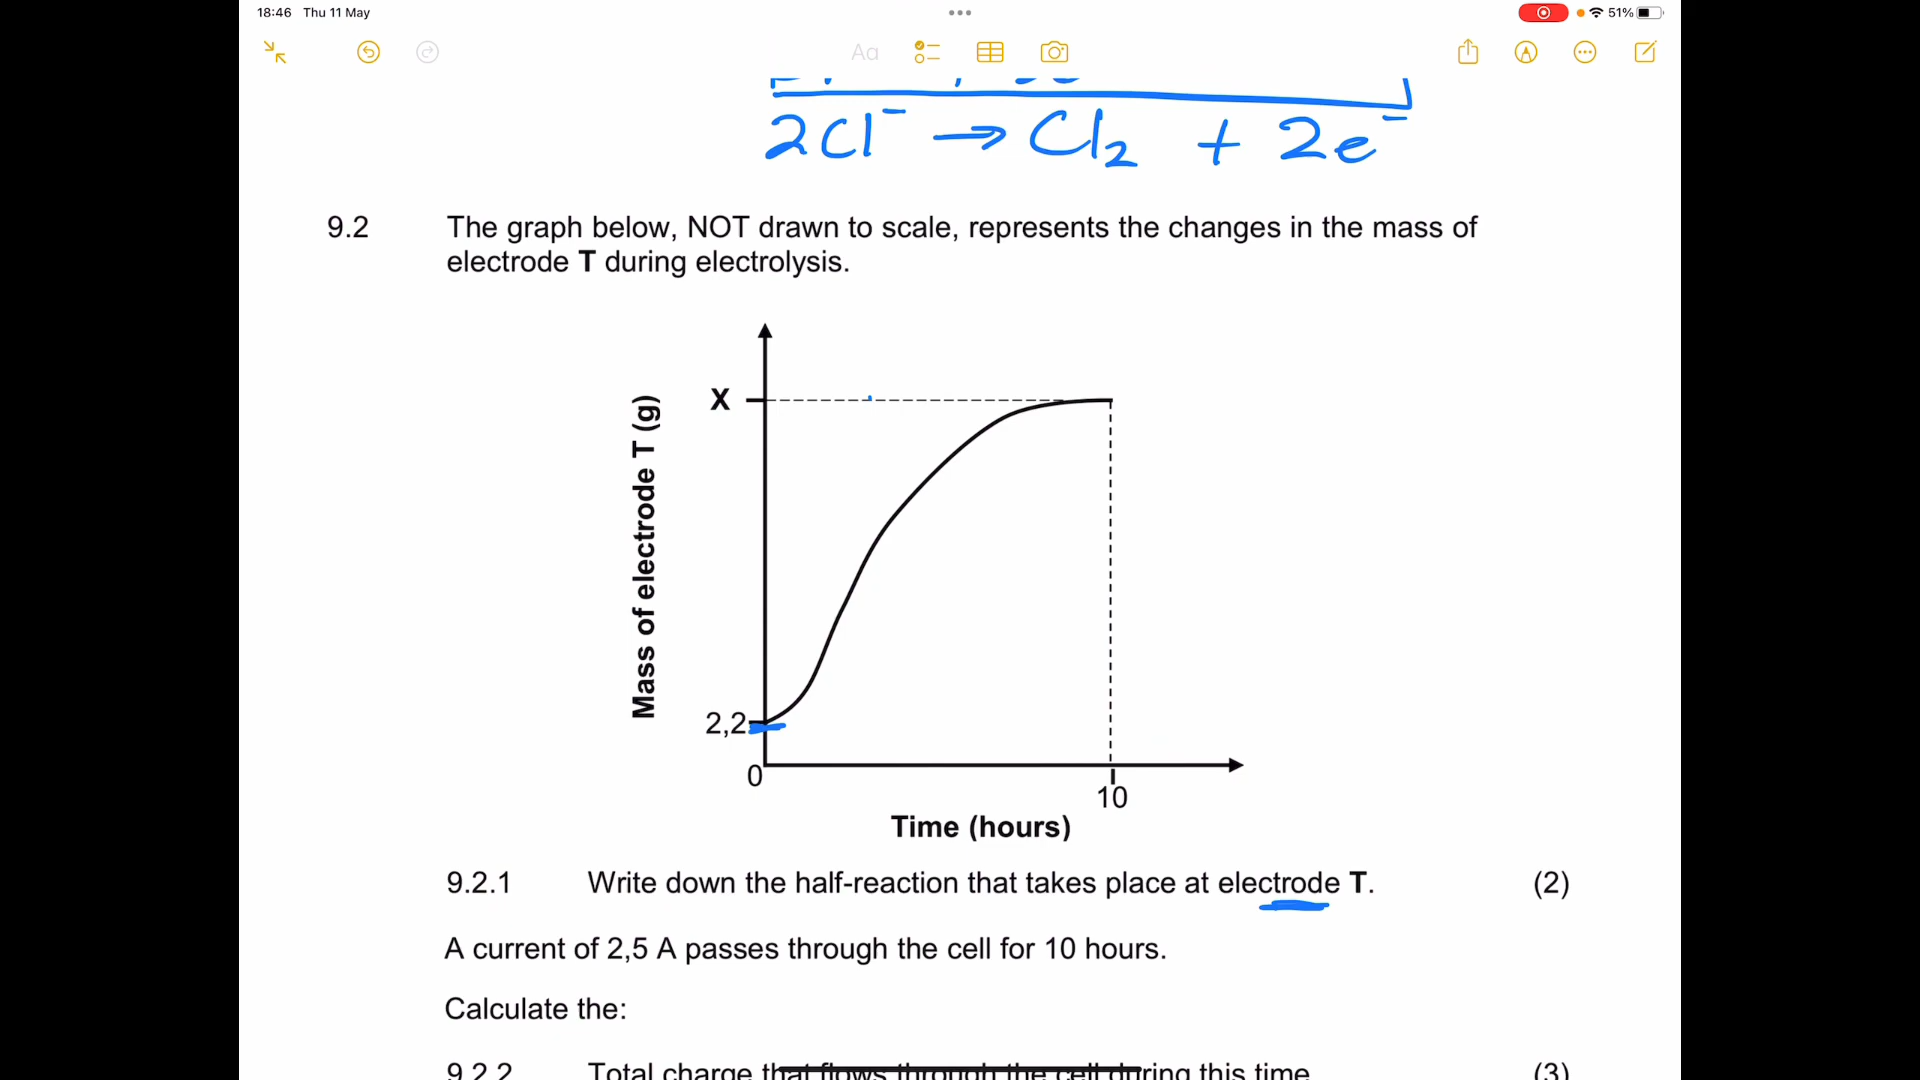 18:46 Thu 11 May
51%
Aa
2Cl⁻ → Cl₂ + 2e⁻
9.2 The graph below, NOT drawn to scale, represents the changes in the mass of
electrode T during electrolysis.
X
Mass of electrode T (g)
2,2
0
10
Time (hours)
9.2.1 Write down the half-reaction that takes place at electrode T. (2)
A current of 2,5 A passes through the cell for 10 hours.
Calculate the:
9.2.2 Total charge that flows through the cell during this time (3)